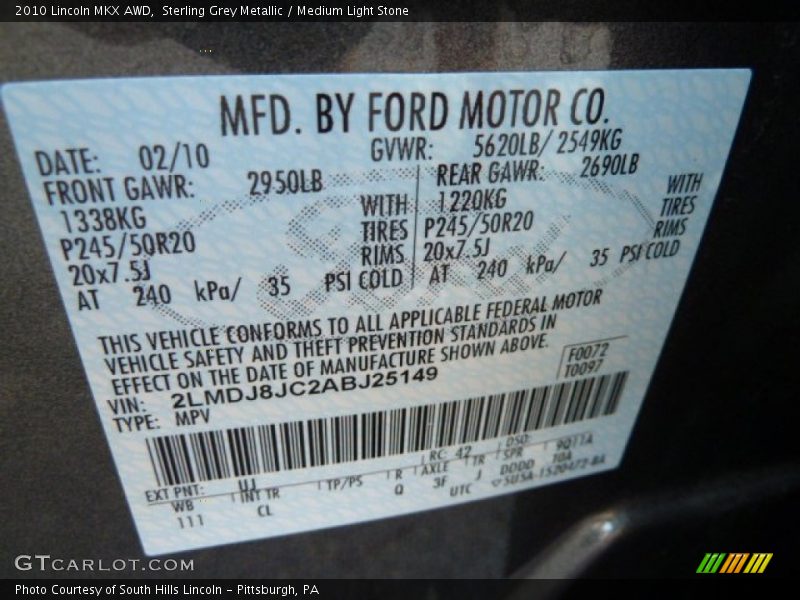 2010 Lincoln MKX AWD, Sterling Grey Metallic / Medium Light Stone
MFD. BY FORD MOTOR CO.
DATE: 02/10 GVWR: 5620LB/ 2549KG
FRONT GAWR: 2950LB REAR GAWR: 2690LB
1338KG WITH 1220KG WITH
P245/50R20 TIRES P245/50R20 TIRES
20x7.5J RIMS 20x7.5J RIMS
AT 240 kPa/ 35 PSI COLD AT 240 kPa/ 35 PSI COLD
THIS VEHICLE CONFORMS TO ALL APPLICABLE FEDERAL MOTOR
VEHICLE SAFETY AND THEFT PREVENTION STANDARDS IN
EFFECT ON THE DATE OF MANUFACTURE SHOWN ABOVE.
F0072
T0097
VIN: 2LMDJ8JC2ABJ25149
TYPE: MPV
EXT PNT: UJ RC: 42 DSO:
WB INT TR TP/PS R AXLE TR SPR
111 CL Q 3F J
UTC
GTCARLOT.COM
Photo Courtesy of South Hills Lincoln - Pittsburgh, PA